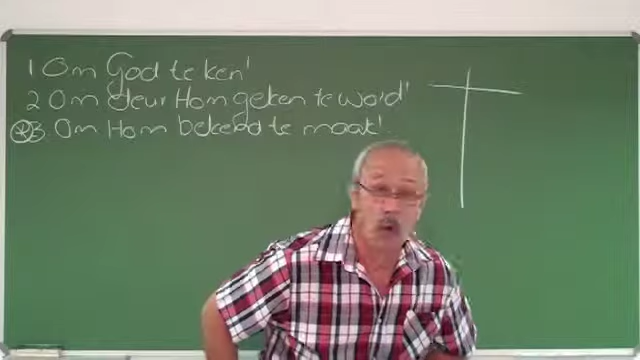 1 Om God te ken!
2 Om deur Hom geken te word!
3. Om Hom bekend te maak!